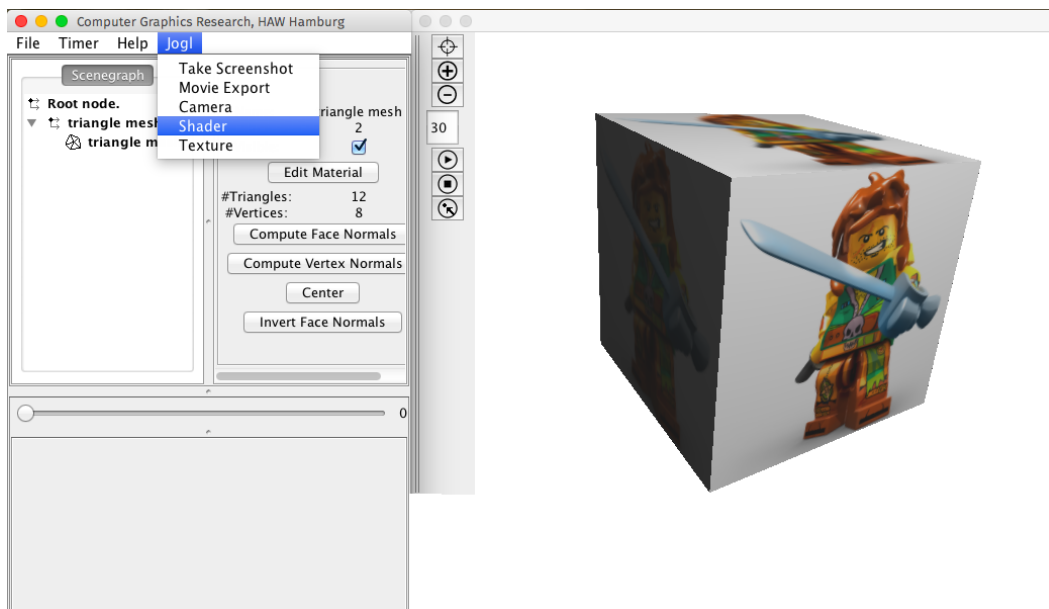 Computer Graphics Research, HAW Hamburg
File Timer Help Jogl
Take Screenshot
Movie Export
Camera
Shader
Texture
Scenegraph
Root node.
triangle mesh
triangle m
riangle mesh
2
Edit Material
#Triangles: 12
#Vertices: 8
Compute Face Normals
Compute Vertex Normals
Center
Invert Face Normals
0
30